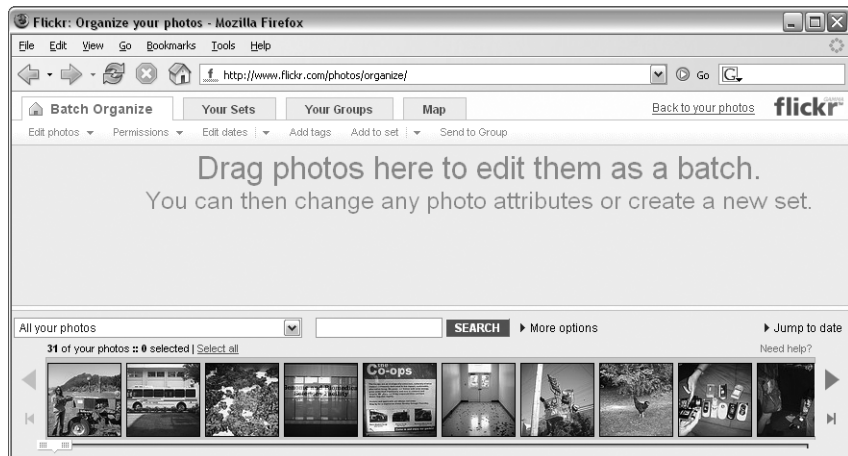 Flickr: Organize your photos - Mozilla Firefox
File Edit View Go Bookmarks Tools Help
http://www.flickr.com/photos/organize/ Go G
Batch Organize Your Sets Your Groups Map Back to your photos flickr
Edit photos Permissions Edit dates Add tags Add to set Send to Group
Drag photos here to edit them as a batch.
You can then change any photo attributes or create a new set.
All your photos SEARCH More options Jump to date
31 of your photos :: 0 selected | Select all Need help?
the
Co-ops